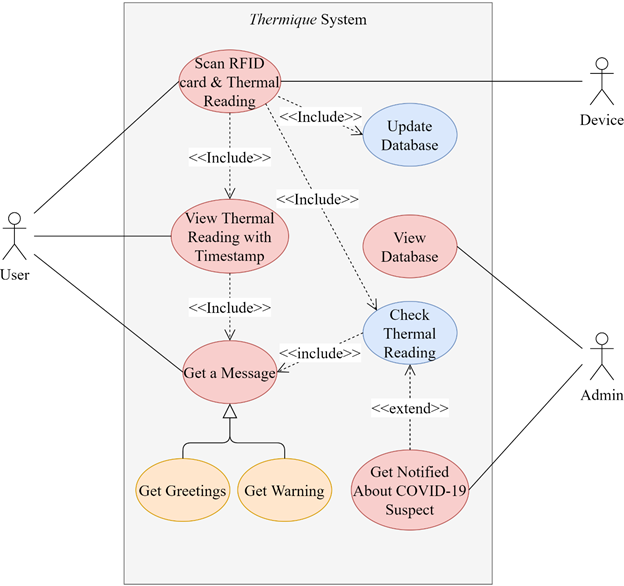 Thermique System
Scan RFID
card & Thermal
Reading
Device
<<Include>>
Update
Database
<<Include>>
<<Include>>
View Thermal
Reading with
Timestamp
View
Database
User
<<Include>>
Check
Thermal
Reading
<<include>>
Get a Message
Admin
<<extend>>
Get Greetings
Get Warning
Get Notified
About COVID-19
Suspect